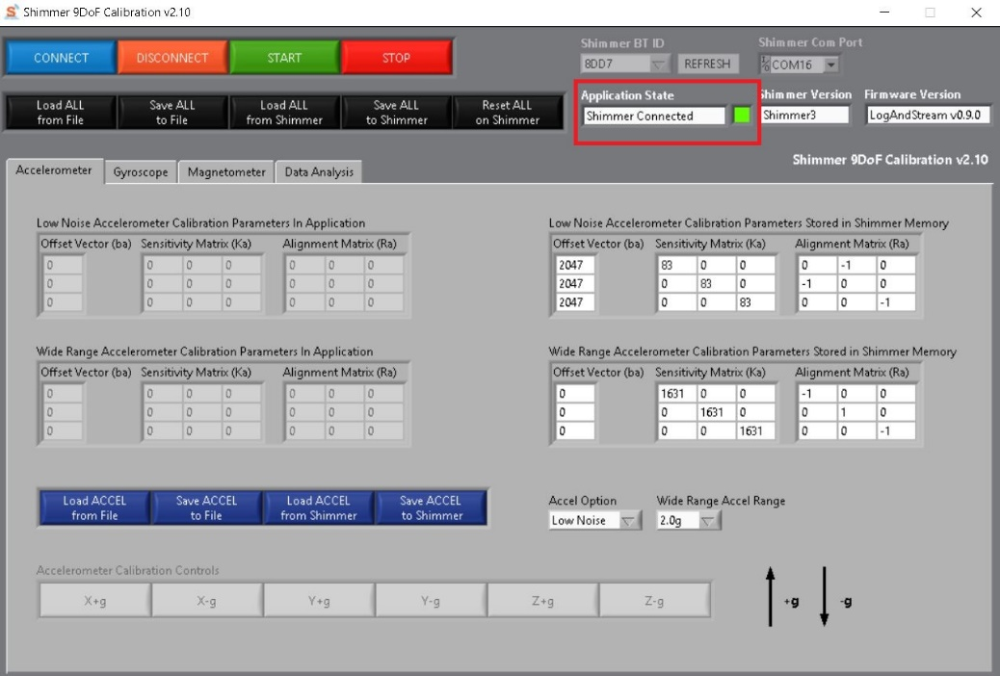 Shimmer 9DoF Calibration v2.10
CONNECT DISCONNECT START STOP
Shimmer BT ID
8DD7
REFRESH
Shimmer Com Port
COM16
Load ALL from File
Save ALL to File
Load ALL from Shimmer
Save ALL to Shimmer
Reset ALL on Shimmer
Application State
Shimmer Connected
Shimmer Version
Shimmer3
Firmware Version
LogAndStream v0.9.0
Shimmer 9DoF Calibration v2.10
Accelerometer Gyroscope Magnetometer Data Analysis
Low Noise Accelerometer Calibration Parameters In Application
Offset Vector (ba) Sensitivity Matrix (Ka) Alignment Matrix (Ra)
0 0 0 0 0 0 0
0 0 0 0 0 0 0
0 0 0 0 0 0 0
Low Noise Accelerometer Calibration Parameters Stored in Shimmer Memory
Offset Vector (ba) Sensitivity Matrix (Ka) Alignment Matrix (Ra)
2047 83 0 0 0 -1 0
2047 0 83 0 -1 0 0
2047 0 0 83 0 0 -1
Wide Range Accelerometer Calibration Parameters In Application
Offset Vector (ba) Sensitivity Matrix (Ka) Alignment Matrix (Ra)
0 0 0 0 0 0 0
0 0 0 0 0 0 0
0 0 0 0 0 0 0
Wide Range Accelerometer Calibration Parameters Stored in Shimmer Memory
Offset Vector (ba) Sensitivity Matrix (Ka) Alignment Matrix (Ra)
0 1631 0 0 -1 0 0
0 0 1631 0 0 1 0
0 0 0 1631 0 0 -1
Load ACCEL from File
Save ACCEL to File
Load ACCEL from Shimmer
Save ACCEL to Shimmer
Accel Option
Low Noise
Wide Range Accel Range
2.0g
Accelerometer Calibration Controls
X+g X-g Y+g Y-g Z+g Z-g
+g -g